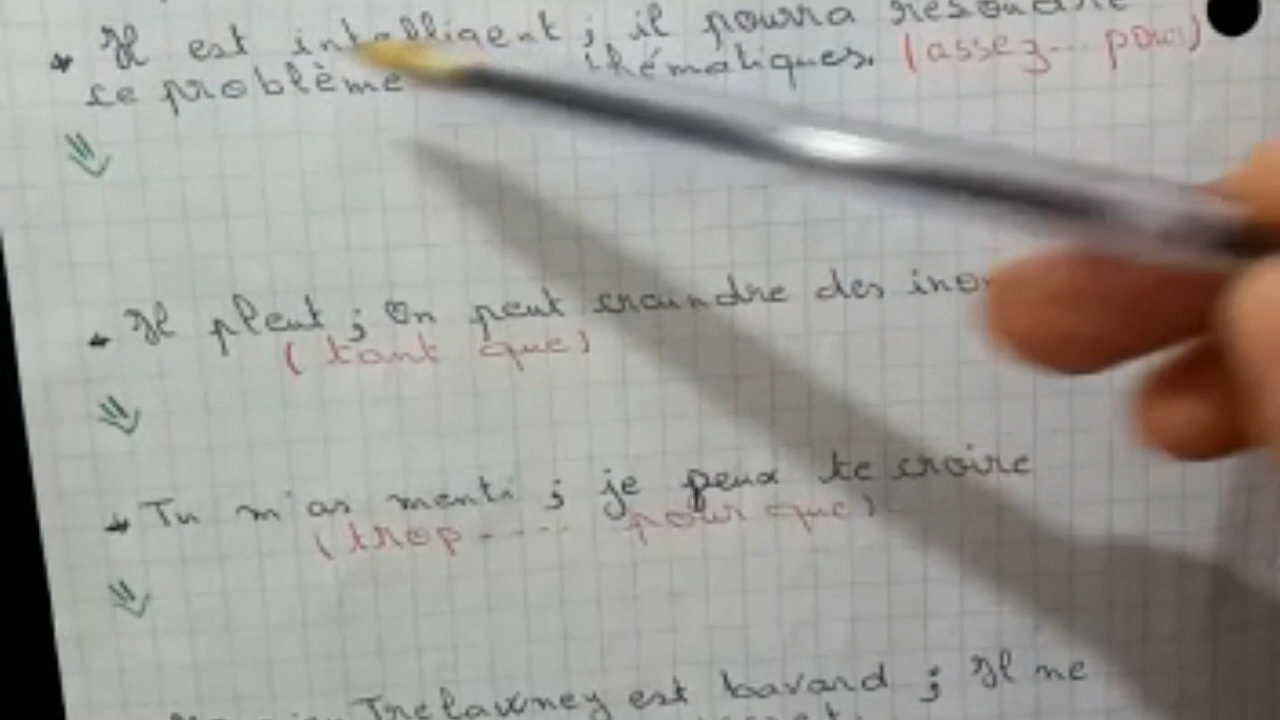 * Il est intelligent ; il pourra résoudre
ce problème thématiques. (assez... pour)
* Il pleut ; On peut craindre des
(tant que)
* Tu m'as menti ; je peux te croire
(trop ---- pour que)
Trelawney est bavard ; Il ne